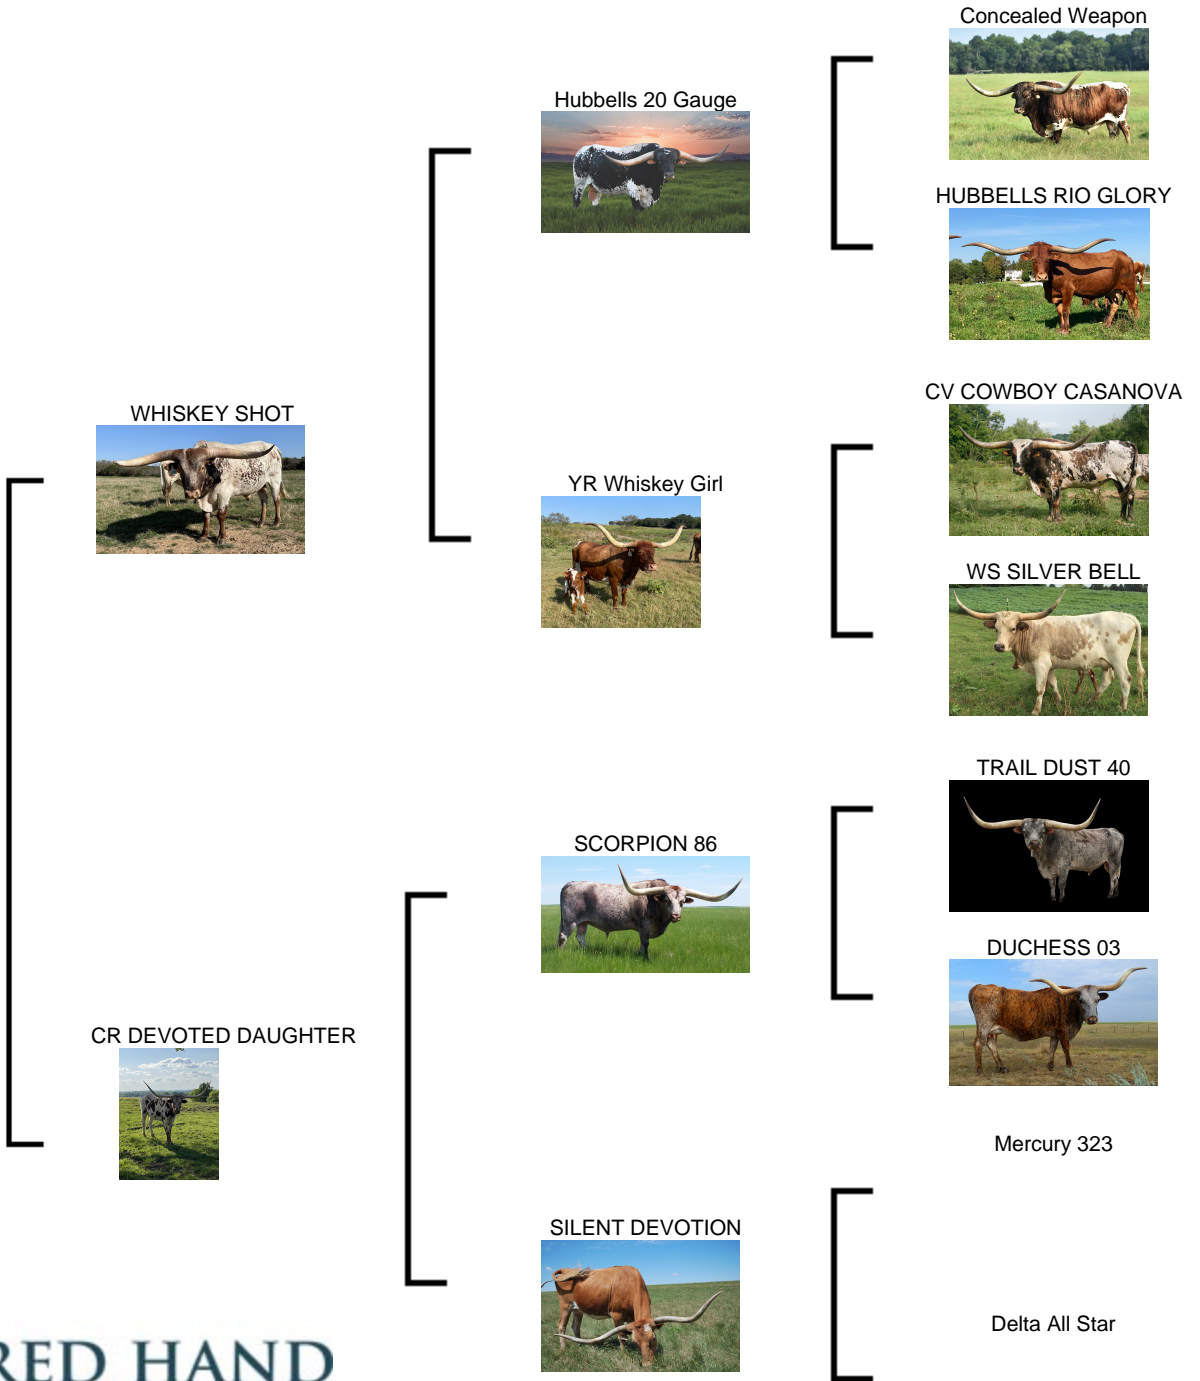 Concealed Weapon
Hubbells 20 Gauge
HUBBELLS RIO GLORY
WHISKEY SHOT
CV COWBOY CASANOVA
YR Whiskey Girl
WS SILVER BELL
TRAIL DUST 40
SCORPION 86
DUCHESS 03
CR DEVOTED DAUGHTER
Mercury 323
SILENT DEVOTION
Delta All Star
RED HAND